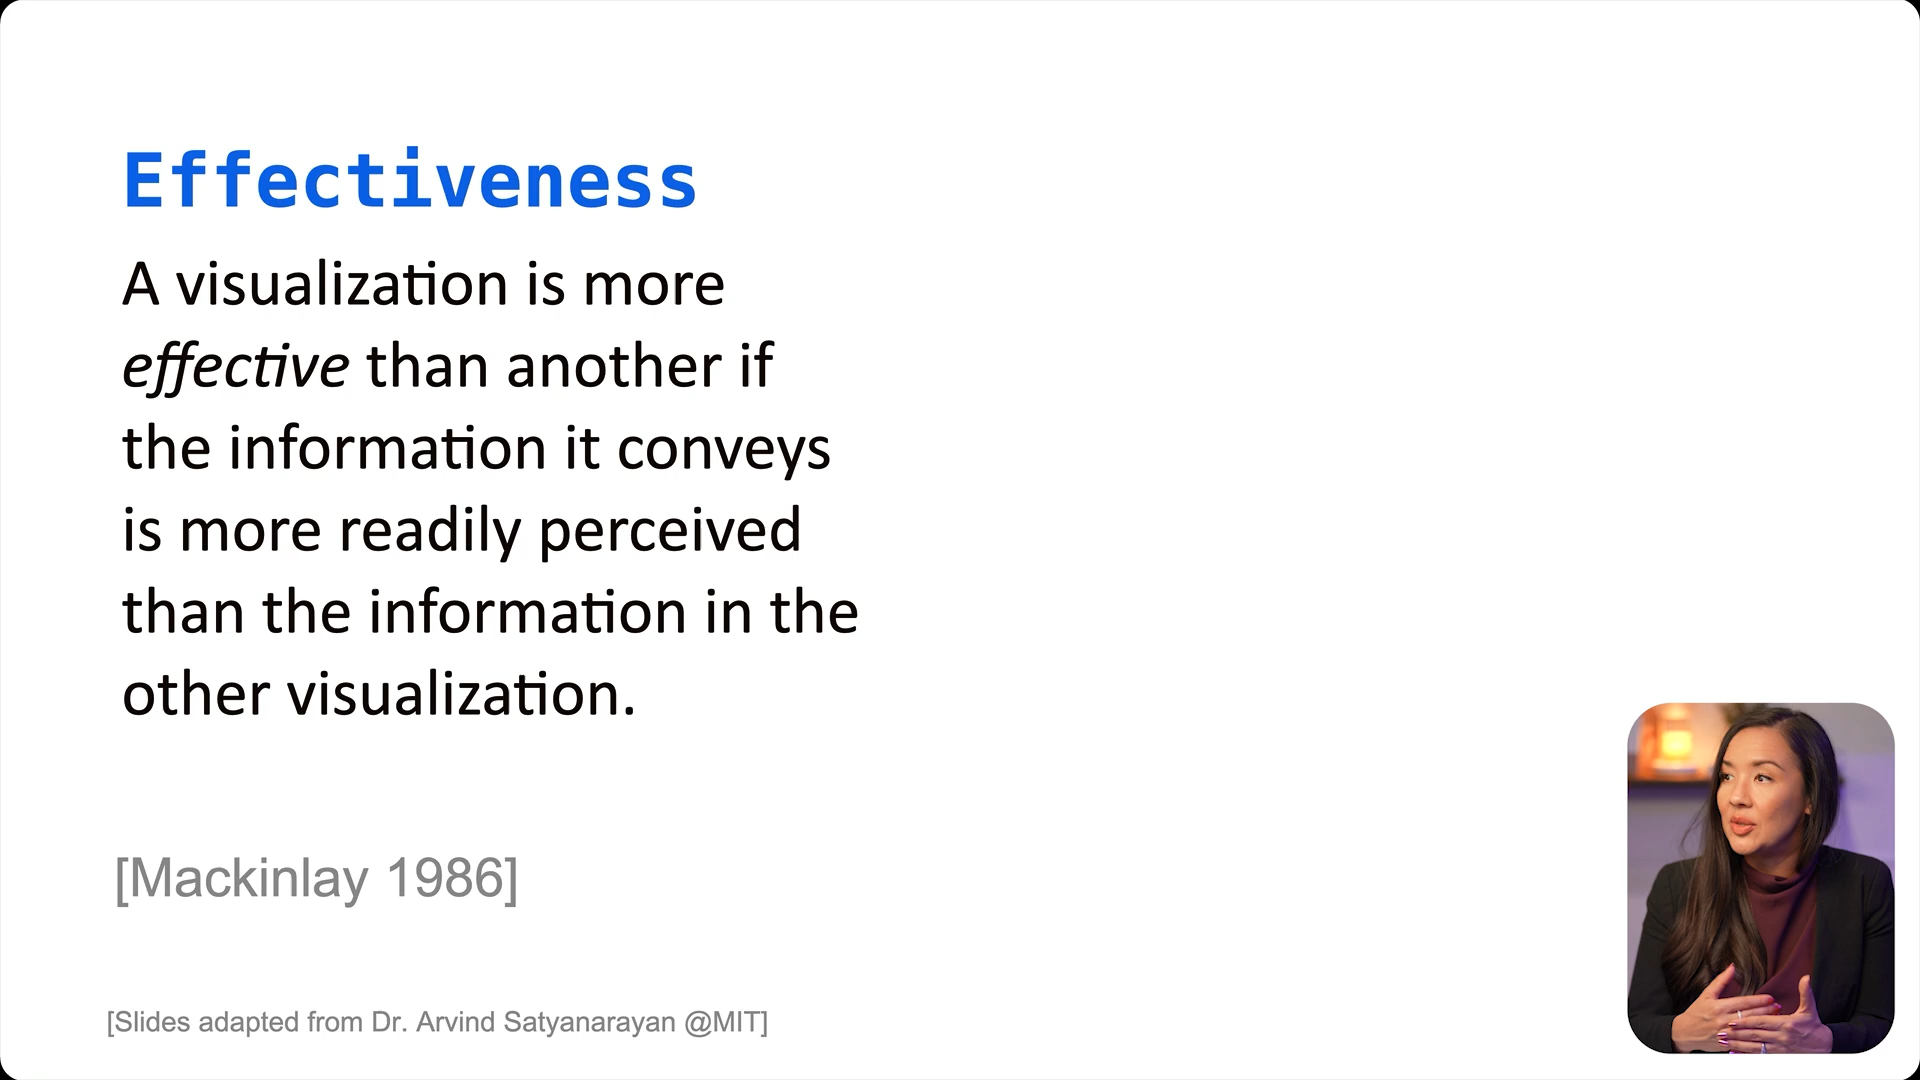 Effectiveness
A visualization is more
effective than another if
the information it conveys
is more readily perceived
than the information in the
other visualization.
[Mackinlay 1986]
[Slides adapted from Dr. Arvind Satyanarayan @MIT]